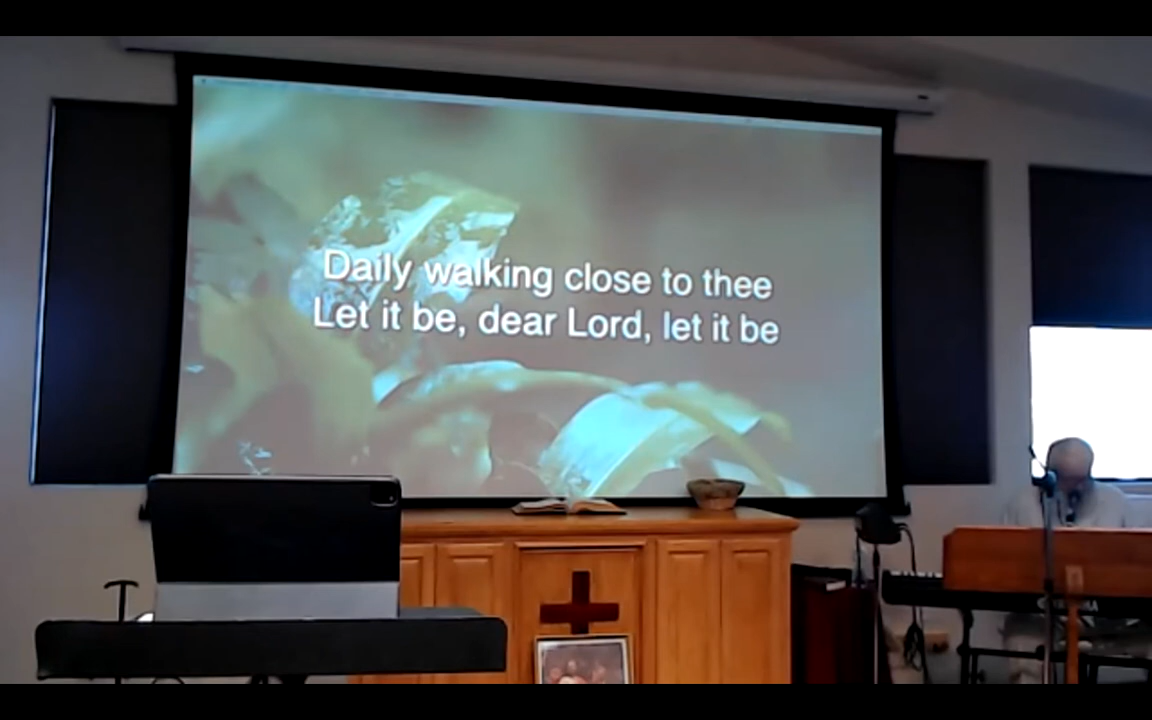 Daily walking close to thee
Let it be, dear Lord, let it be